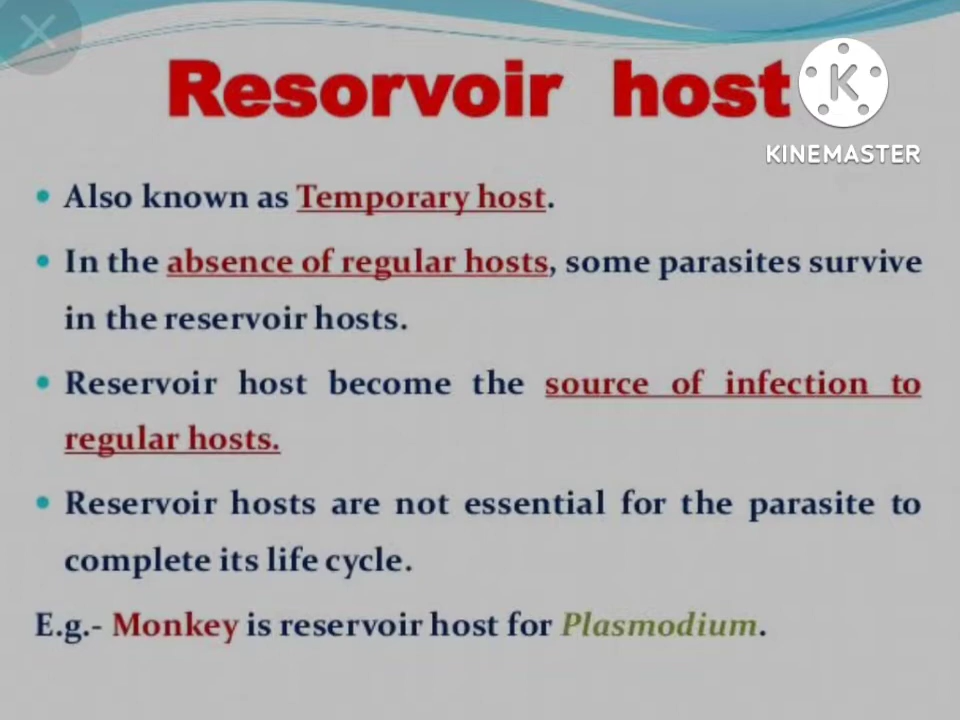 Resorvoir host
KINEMASTER
• Also known as Temporary host.
• In the absence of regular hosts, some parasites survive
in the reservoir hosts.
• Reservoir host become the source of infection to
regular hosts.
• Reservoir hosts are not essential for the parasite to
complete its life cycle.
E.g.- Monkey is reservoir host for Plasmodium.